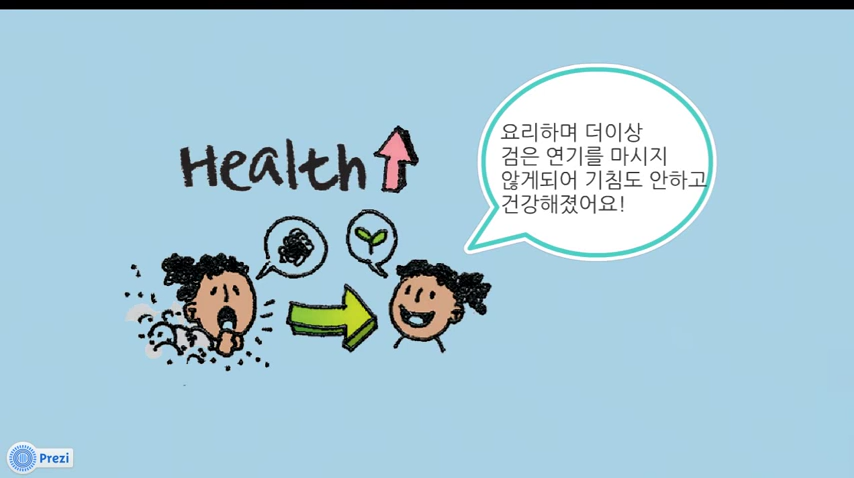 Health
요리하며 더이상
검은 연기를 마시지
않게되어 기침도 안하고
건강해졌어요!
Prezi